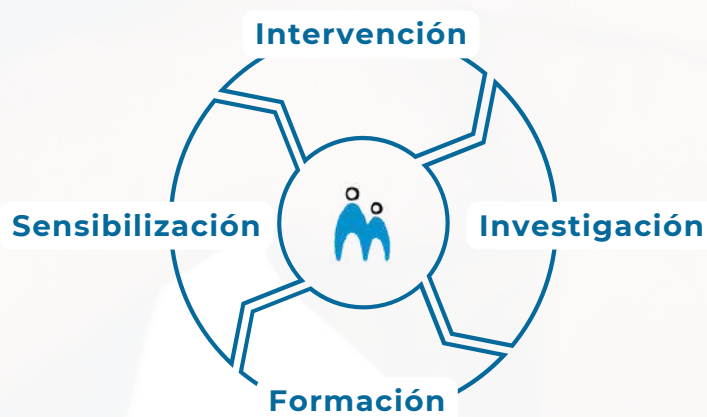 Intervención
Sensibilización
Investigación
Formación